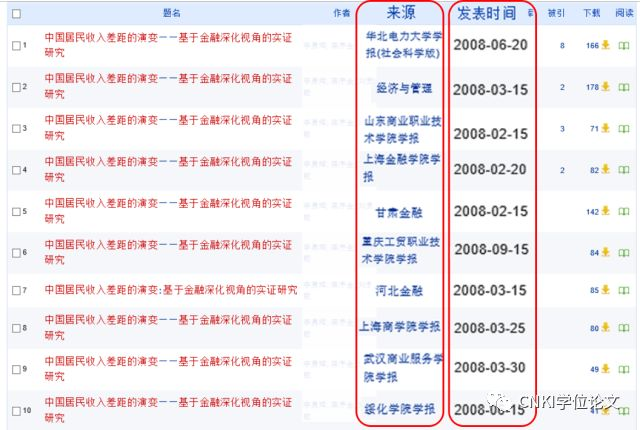 题名 作者 来源 发表时间 被引 下载 阅读
1 中国居民收入差距的演变——基于金融深化视角的实证 华北电力大学学 2008-06-20 8 166
研究 报(社会科学版)
2 中国居民收入差距的演变——基于金融深化视角的实证 经济与管理 2008-03-15 2 178
研究
3 中国居民收入差距的演变——基于金融深化视角的实证 山东商业职业技 2008-02-15 3 71
研究 术学院学报
4 中国居民收入差距的演变——基于金融深化视角的实证 上海金融学院学 2008-02-20 2 82
研究 报
5 中国居民收入差距的演变——基于金融深化视角的实证 甘肃金融 2008-02-15 142
研究
6 中国居民收入差距的演变——基于金融深化视角的实证 重庆工贸职业技 2008-09-15 84
研究 术学院学报
7 中国居民收入差距的演变:基于金融深化视角的实证研究 河北金融 2008-03-15 85
8 中国居民收入差距的演变——基于金融深化视角的实证 上海商学院学报 2008-03-25 80
研究
9 中国居民收入差距的演变——基于金融深化视角的实证 武汉商业服务学 2008-03-30 49
研究 院学报
10 中国居民收入差距的演变——基于金融深化视角的实证 绥化学院学报 2008-06-15 41
研究
CNKI学位论文